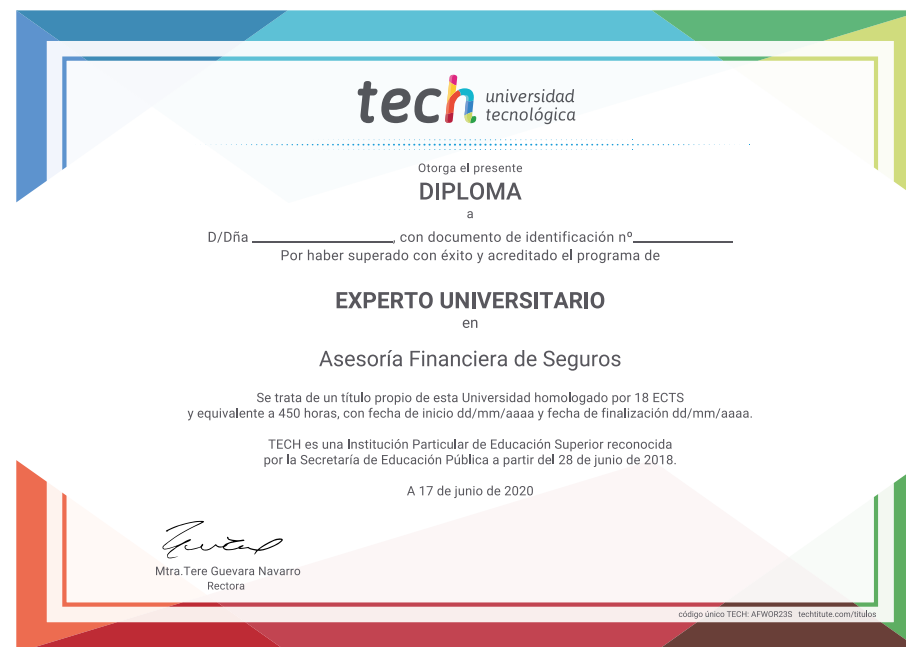 tech universidad
tecnológica
Otorga el presente
DIPLOMA
a
D/Dña ____________________, con documento de identificación nº______________
Por haber superado con éxito y acreditado el programa de
EXPERTO UNIVERSITARIO
en
Asesoría Financiera de Seguros
Se trata de un título propio de esta Universidad homologado por 18 ECTS
y equivalente a 450 horas, con fecha de inicio dd/mm/aaaa y fecha de finalización dd/mm/aaaa.
TECH es una Institución Particular de Educación Superior reconocida
por la Secretaría de Educación Pública a partir del 28 de junio de 2018.
A 17 de junio de 2020
Mtra.Tere Guevara Navarro
Rectora
código único TECH: AFWOR23S techtitute.com/titulos